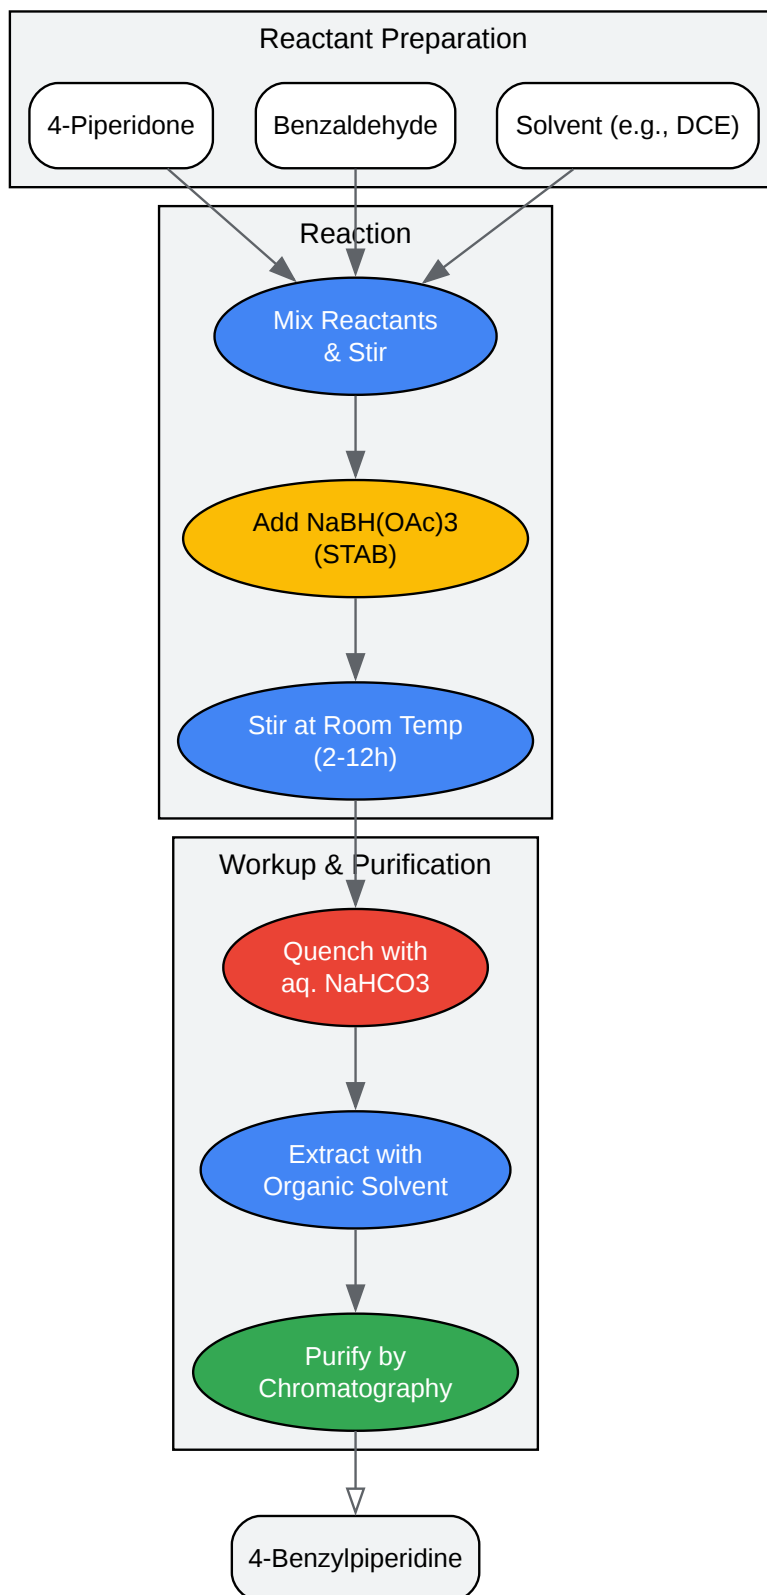 Reactant Preparation
4-Piperidone
Benzaldehyde
Solvent (e.g., DCE)
Reaction
Mix Reactants
& Stir
Add NaBH(OAc)3
(STAB)
Stir at Room Temp
(2-12h)
Workup & Purification
Quench with
aq. NaHCO3
Extract with
Organic Solvent
Purify by
Chromatography
4-Benzylpiperidine